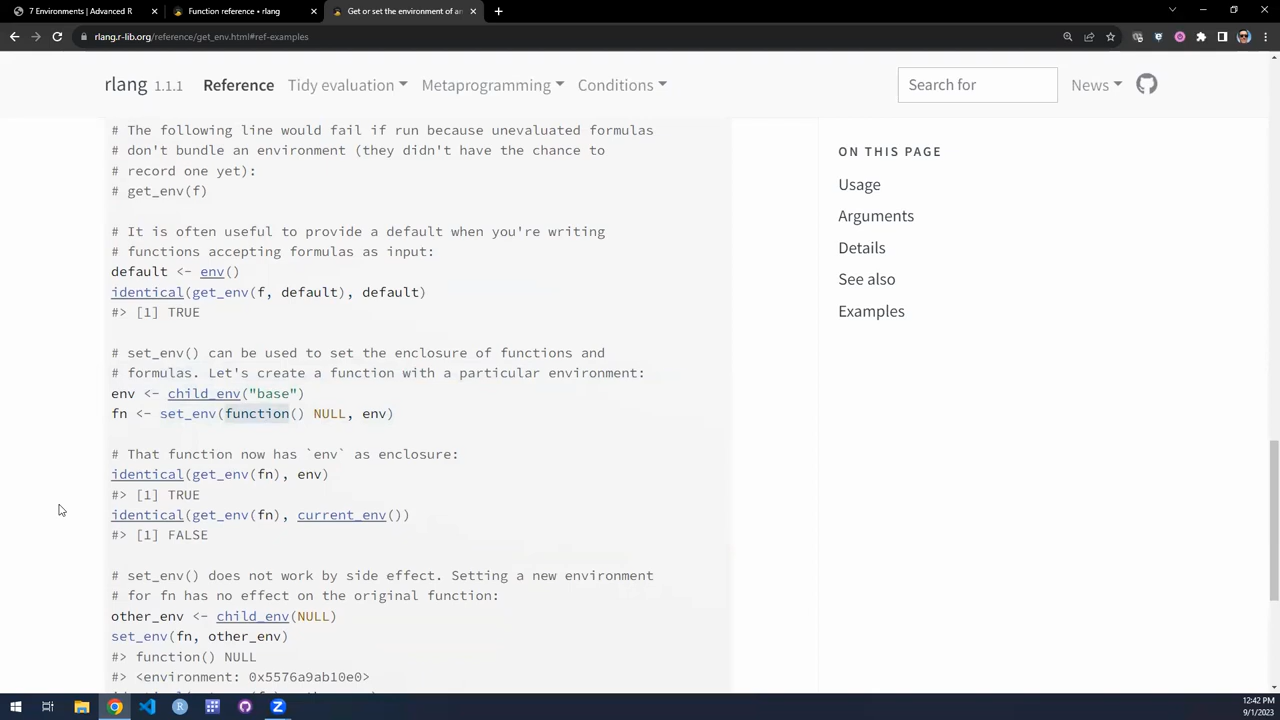 7 Environments | Advanced R
Function reference • rlang
Get or set the environment of an
rlang.r-lib.org/reference/get_env.html#ref-examples
rlang 1.1.1 Reference Tidy evaluation Metaprogramming Conditions Search for News
# The following line would fail if run because unevaluated formulas
# don't bundle an environment (they didn't have the chance to
# record one yet):
# get_env(f)
# It is often useful to provide a default when you're writing
# functions accepting formulas as input:
default <- env()
identical(get_env(f, default), default)
#> [1] TRUE
# set_env() can be used to set the enclosure of functions and
# formulas. Let's create a function with a particular environment:
env <- child_env("base")
fn <- set_env(function() NULL, env)
# That function now has `env` as enclosure:
identical(get_env(fn), env)
#> [1] TRUE
identical(get_env(fn), current_env())
#> [1] FALSE
# set_env() does not work by side effect. Setting a new environment
# for fn has no effect on the original function:
other_env <- child_env(NULL)
set_env(fn, other_env)
#> function() NULL
#> <environment: 0x5576a9ab10e0>
ON THIS PAGE
Usage
Arguments
Details
See also
Examples
12:42 PM
9/1/2023